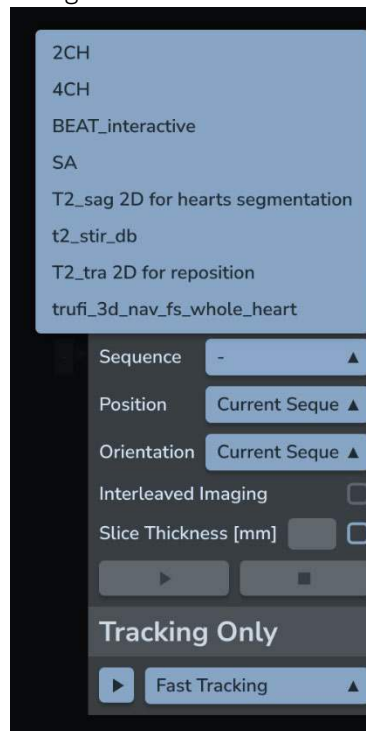 2CH
4CH
BEAT_interactive
SA
T2_sag 2D for hearts segmentation
t2_stir_db
T2_tra 2D for reposition
trufi_3d_nav_fs_whole_heart
Sequence -
Position Current Seque
Orientation Current Seque
Interleaved Imaging
Slice Thickness [mm]
Tracking Only
Fast Tracking